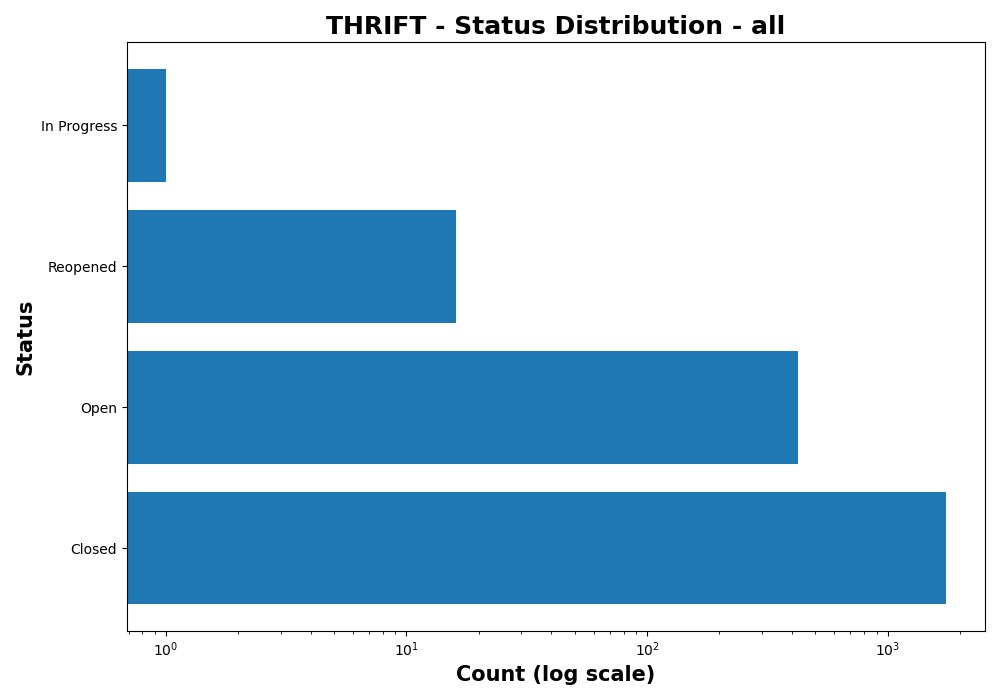 THRIFT - Status Distribution - all
In Progress
Reopened
Open
Closed
Status
10⁰ 10¹ 10² 10³
Count (log scale)